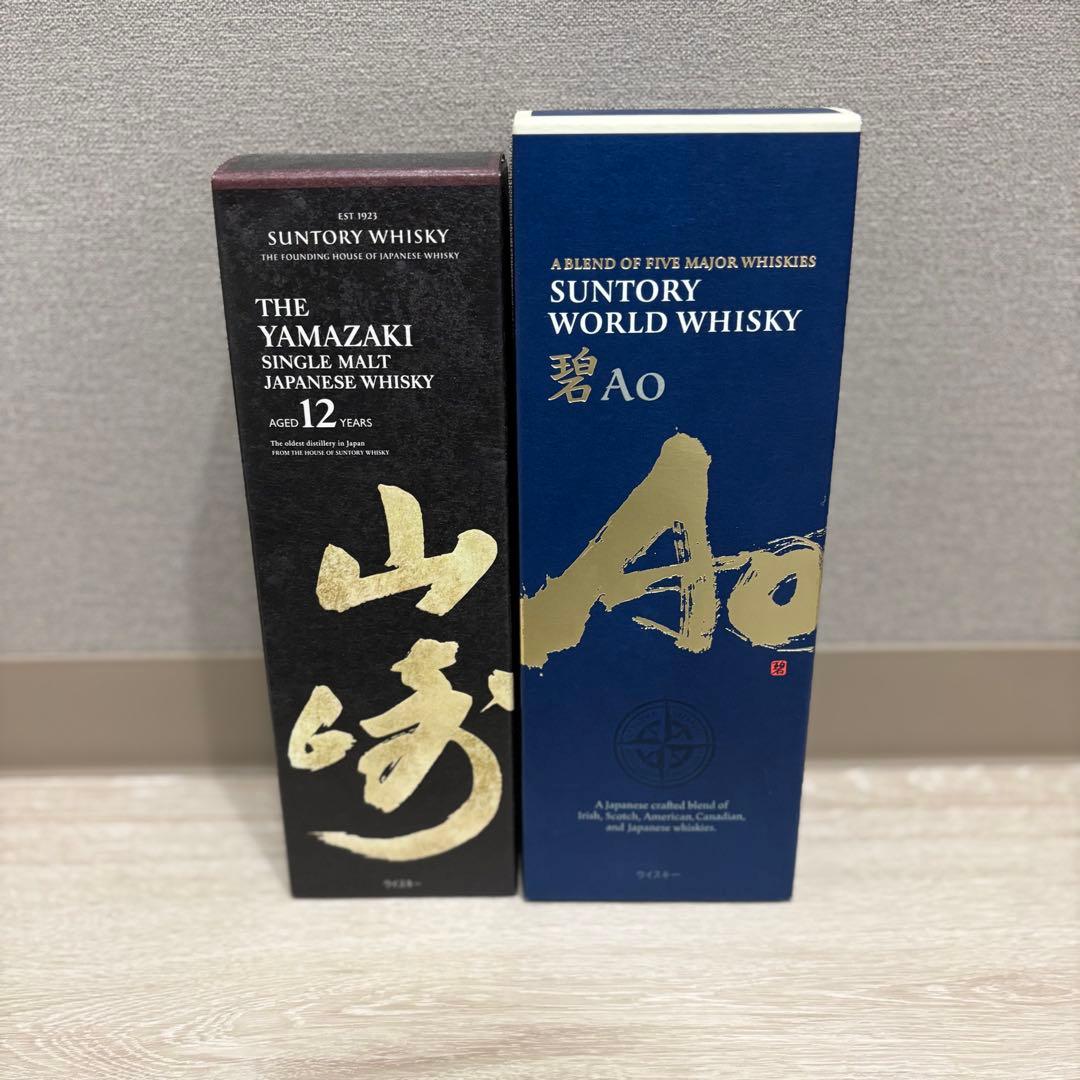 EST 1923
SUNTORY WHISKY
THE FOUNDING HOUSE OF JAPANESE WHISKY
THE
YAMAZAKI
SINGLE MALT
JAPANESE WHISKY
AGED 12 YEARS
The oldest distillery in Japan
FROM THE HOUSE OF SUNTORY WHISKY
山
崎
ウイスキー
A BLEND OF FIVE MAJOR WHISKIES
SUNTORY
WORLD WHISKY
碧 Ao
Ao
碧
A Japanese crafted blend of
Irish, Scotch, American, Canadian,
and Japanese whiskies.
ウイスキー